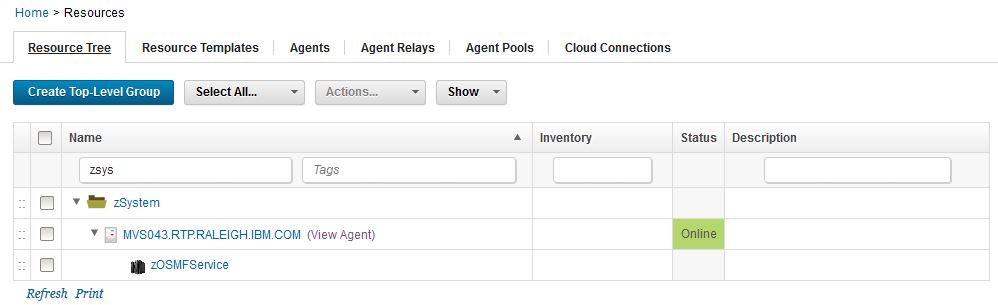 Home > Resources
Resource Tree Resource Templates Agents Agent Relays Agent Pools Cloud Connections
Create Top-Level Group Select All... Actions... Show
Name Inventory Status Description
zsys Tags
zSystem
MVS043.RTP.RALEIGH.IBM.COM (View Agent) Online
zOSMFService
Refresh Print